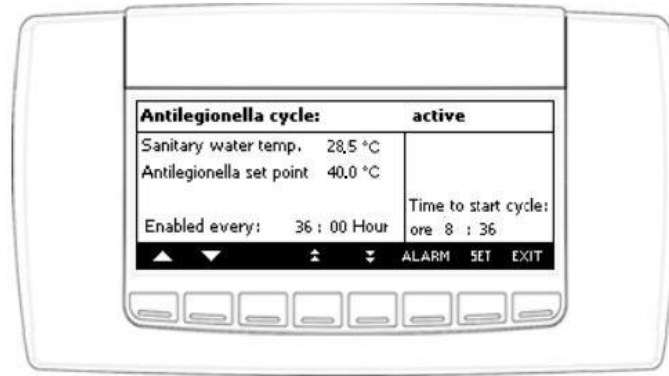 Antilegionella cycle: active
Sanitary water temp. 28.5 °C
Antilegionella set point 40.0 °C
Time to start cycle:
Enabled every: 36 : 00 Hour ore 8 : 36
ALARM SET EXIT